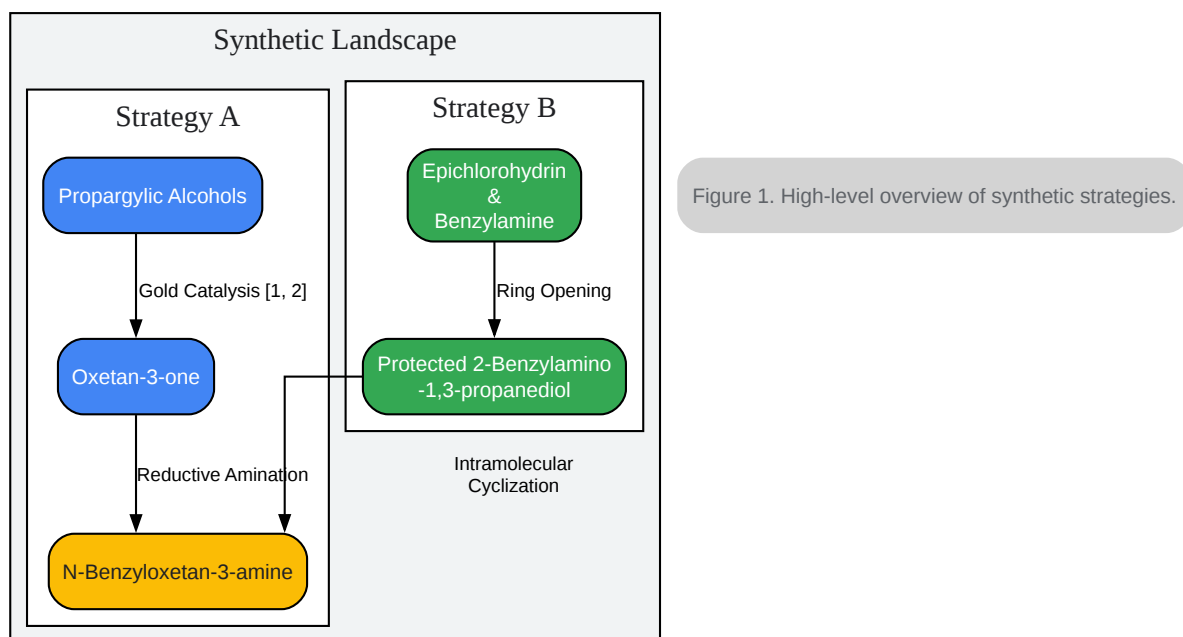 Synthetic Landscape
Strategy A
Propargylic Alcohols
Gold Catalysis [1, 2]
Oxetan-3-one
Reductive Amination
N-Benzyloxetan-3-amine
Strategy B
Epichlorohydrin
&
Benzylamine
Ring Opening
Protected 2-Benzylamino
-1,3-propanediol
Intramolecular
Cyclization
Figure 1. High-level overview of synthetic strategies.